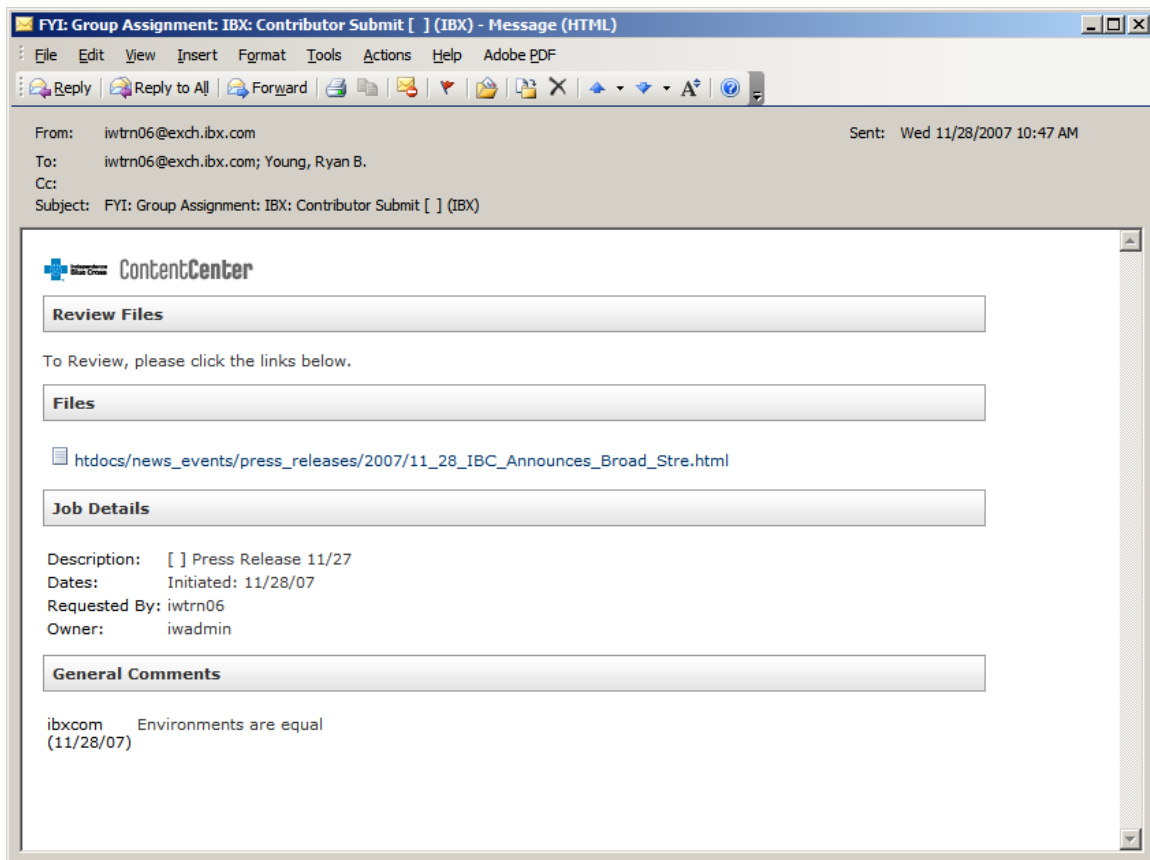 FYI: Group Assignment: IBX: Contributor Submit [ ] (IBX) - Message (HTML)
File Edit View Insert Format Tools Actions Help Adobe PDF
Reply Reply to All Forward
From: iwtrn06@exch.ibx.com Sent: Wed 11/28/2007 10:47 AM
To: iwtrn06@exch.ibx.com; Young, Ryan B.
Cc:
Subject: FYI: Group Assignment: IBX: Contributor Submit [ ] (IBX)
Independence
Blue Cross ContentCenter
Review Files
To Review, please click the links below.
Files
htdocs/news_events/press_releases/2007/11_28_IBC_Announces_Broad_Stre.html
Job Details
Description: [ ] Press Release 11/27
Dates: Initiated: 11/28/07
Requested By: iwtrn06
Owner: iwadmin
General Comments
ibxcom Environments are equal
(11/28/07)